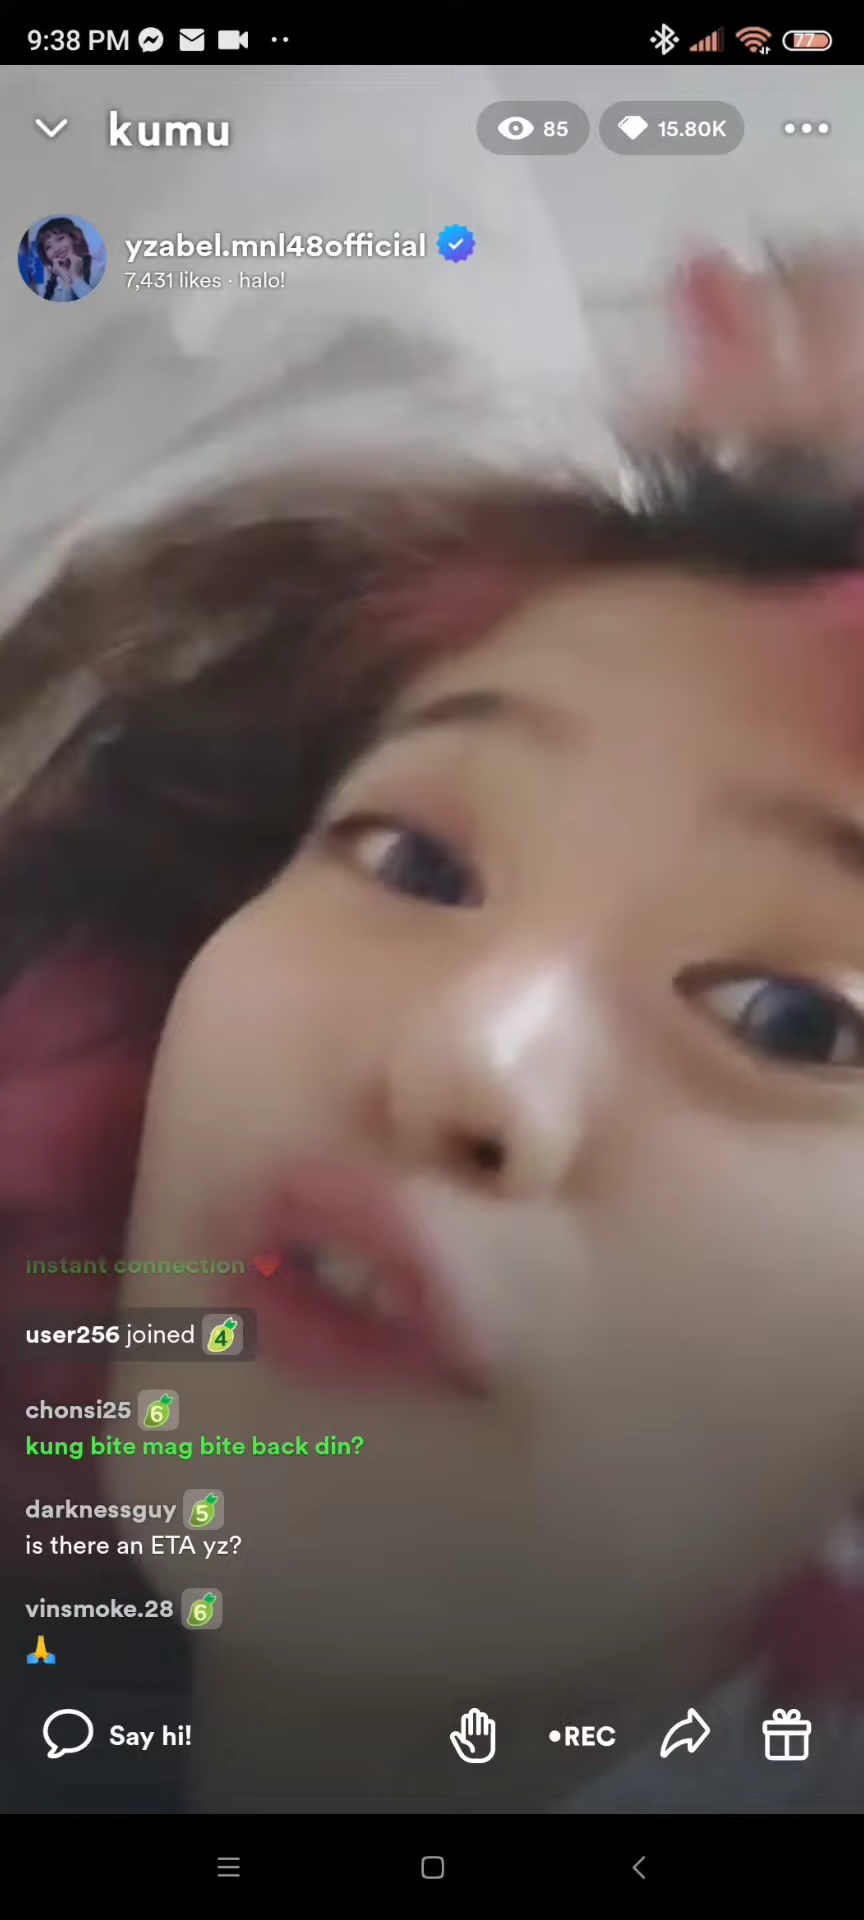 9:38 PM
77
kumu
85
15.80K
yzabel.mnl48official
7,431 likes · halo!
instant connection ❤️
user256 joined 4
chonsi25 6
kung bite mag bite back din?
darknessguy 5
is there an ETA yz?
vinsmoke.28 6
🙏
Say hi!
•REC